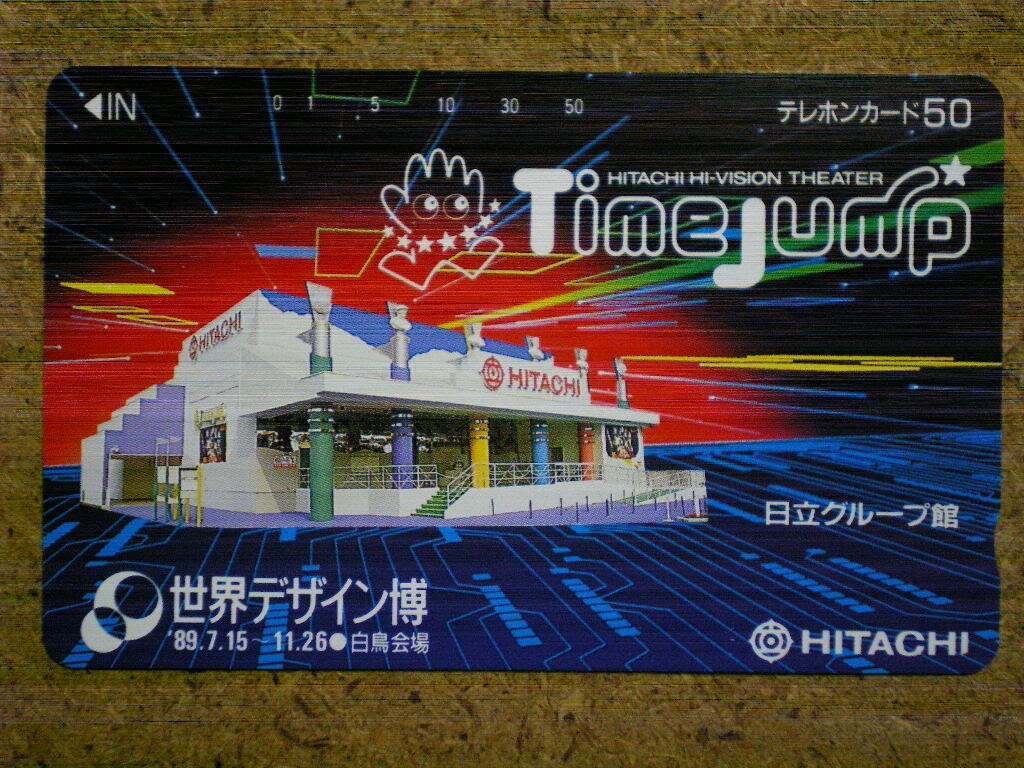 ◀IN
0 1 5 10 30 50
テレホンカード50
HITACHI HI-VISION THEATER
Timejump
HITACHI
HITACHI
日立グループ館
世界デザイン博
'89.7.15~11.26●白鳥会場
HITACHI